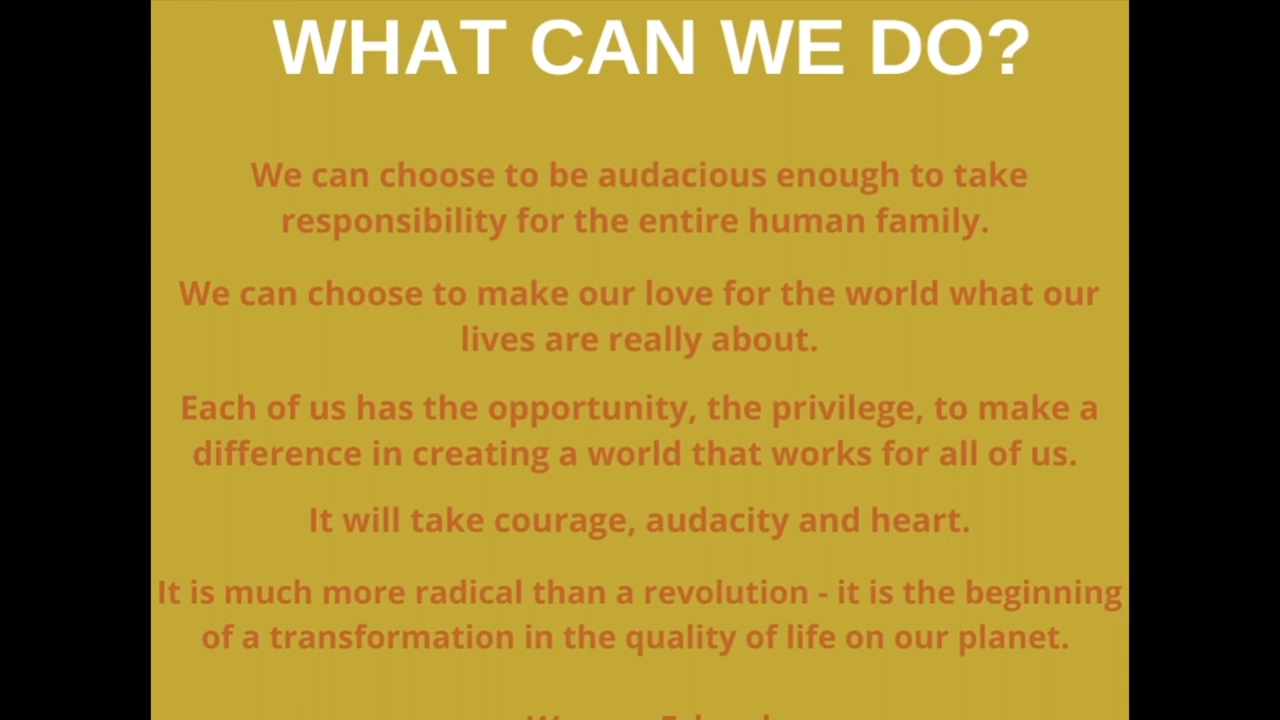 WHAT CAN WE DO?
We can choose to be audacious enough to take
responsibility for the entire human family.
We can choose to make our love for the world what our
lives are really about.
Each of us has the opportunity, the privilege, to make a
difference in creating a world that works for all of us.
It will take courage, audacity and heart.
It is much more radical than a revolution - it is the beginning
of a transformation in the quality of life on our planet.